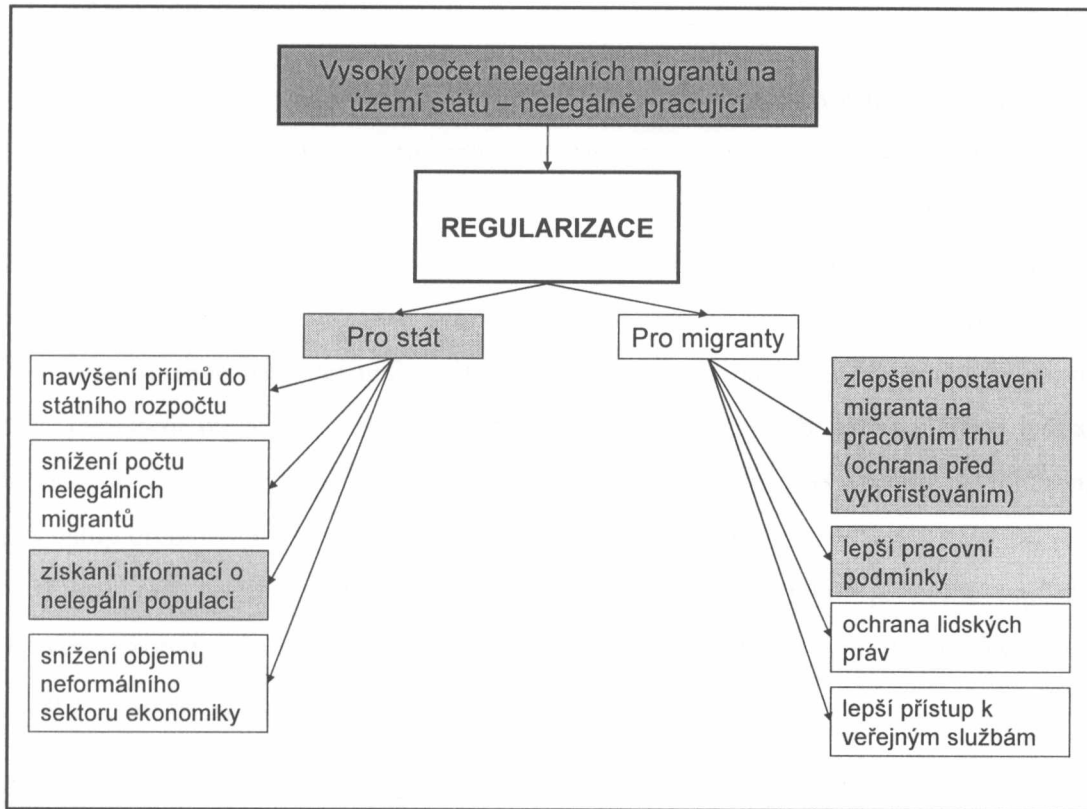 Vysoký počet nelegálních migrantů na
území státu – nelegálně pracující
REGULARIZACE
Pro stát
Pro migranty
navýšení příjmů do
státního rozpočtu
snížení počtu
nelegálních
migrantů
získání informací o
nelegální populaci
snížení objemu
neformálního
sektoru ekonomiky
zlepšení postaveni
migranta na
pracovním trhu
(ochrana před
vykořisťováním)
lepší pracovní
podmínky
ochrana lidských
práv
lepší přístup k
veřejným službám